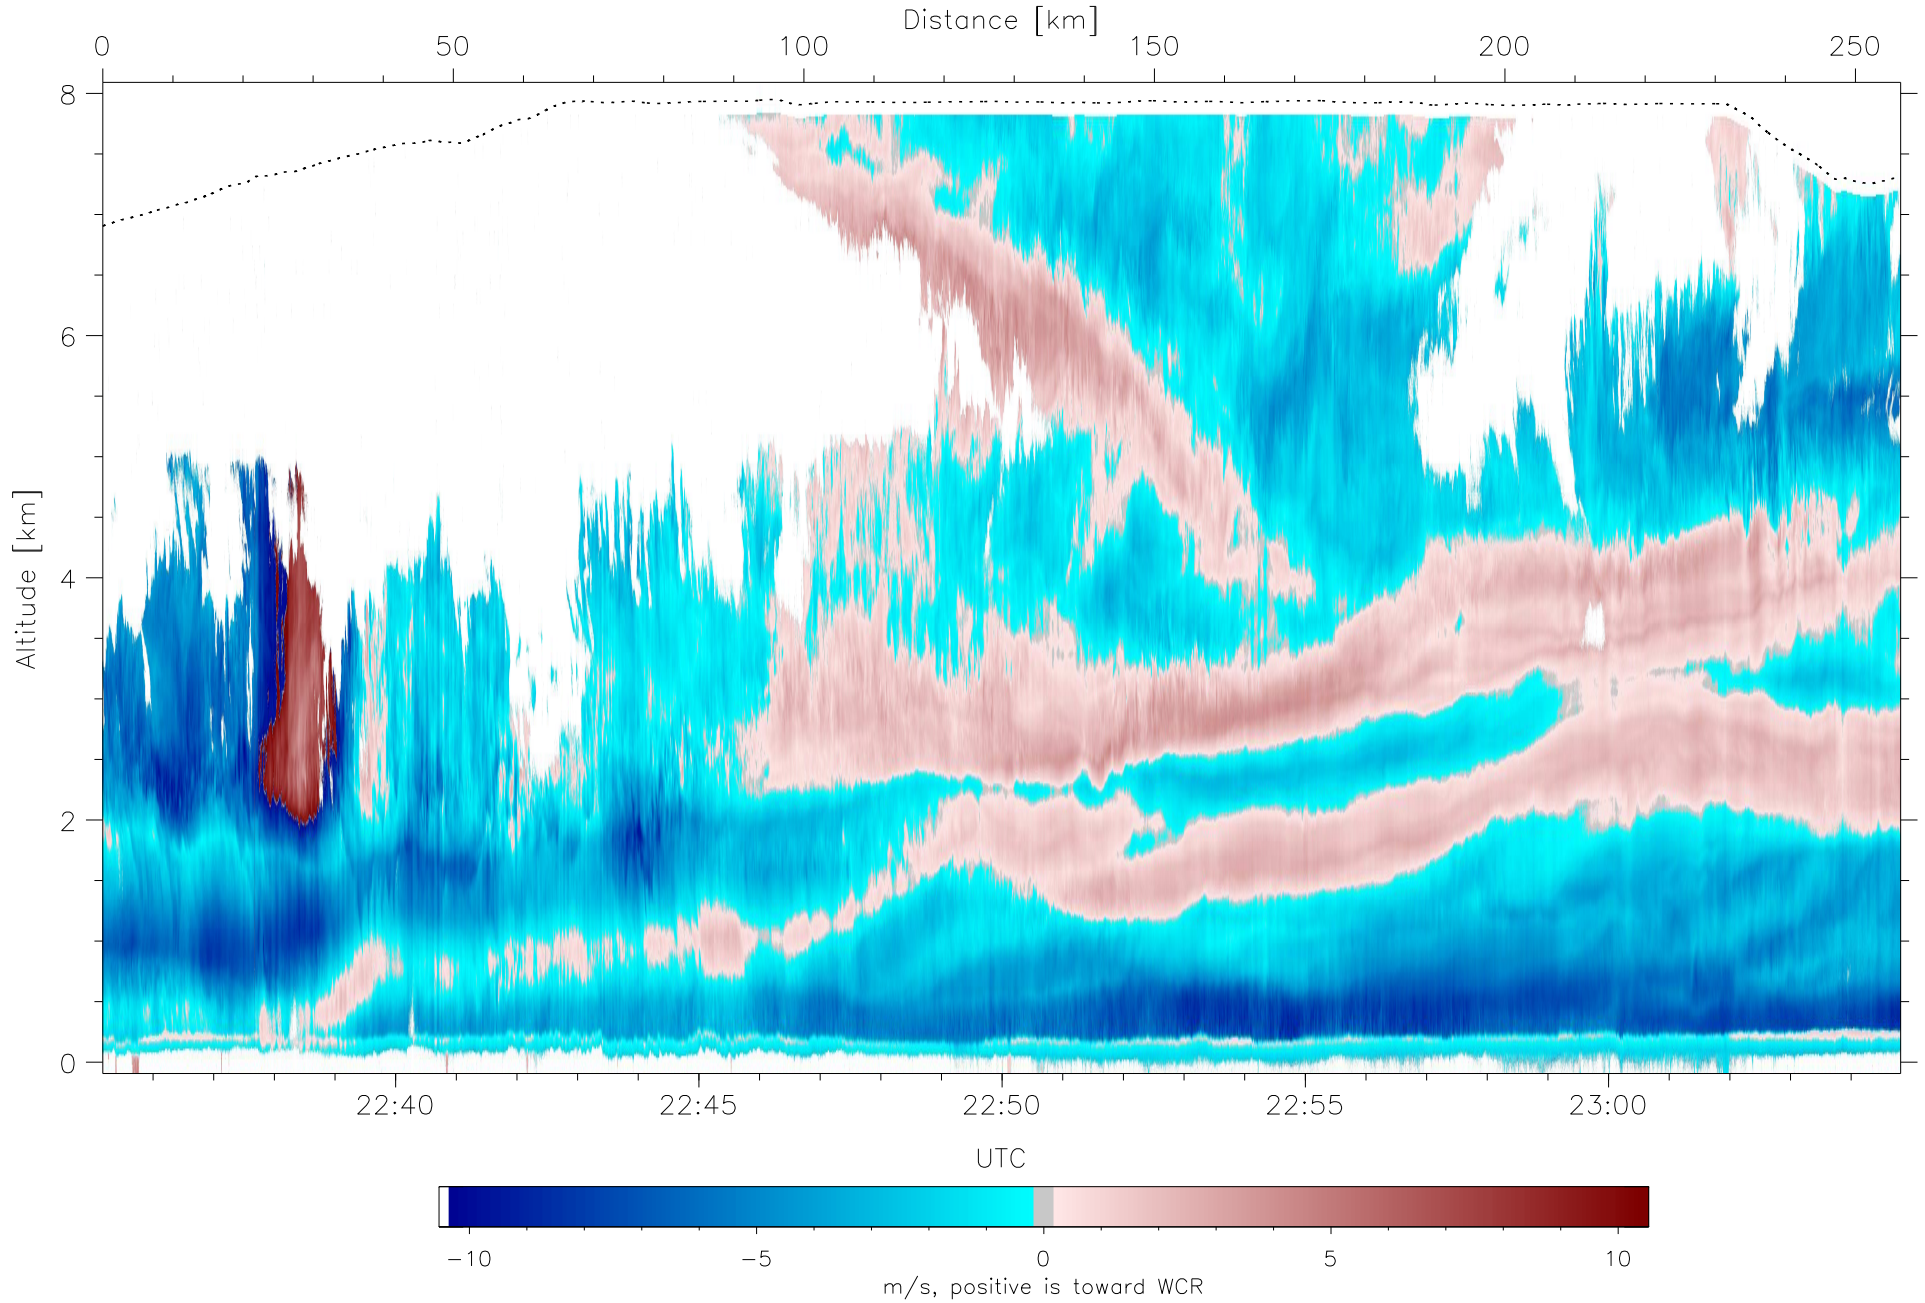 Distance [km]
0 50 100 150 200 250
8
6
4
2
0
Altitude [km]
22:40 22:45 22:50 22:55 23:00
UTC
-10 -5 0 5 10
m/s, positive is toward WCR